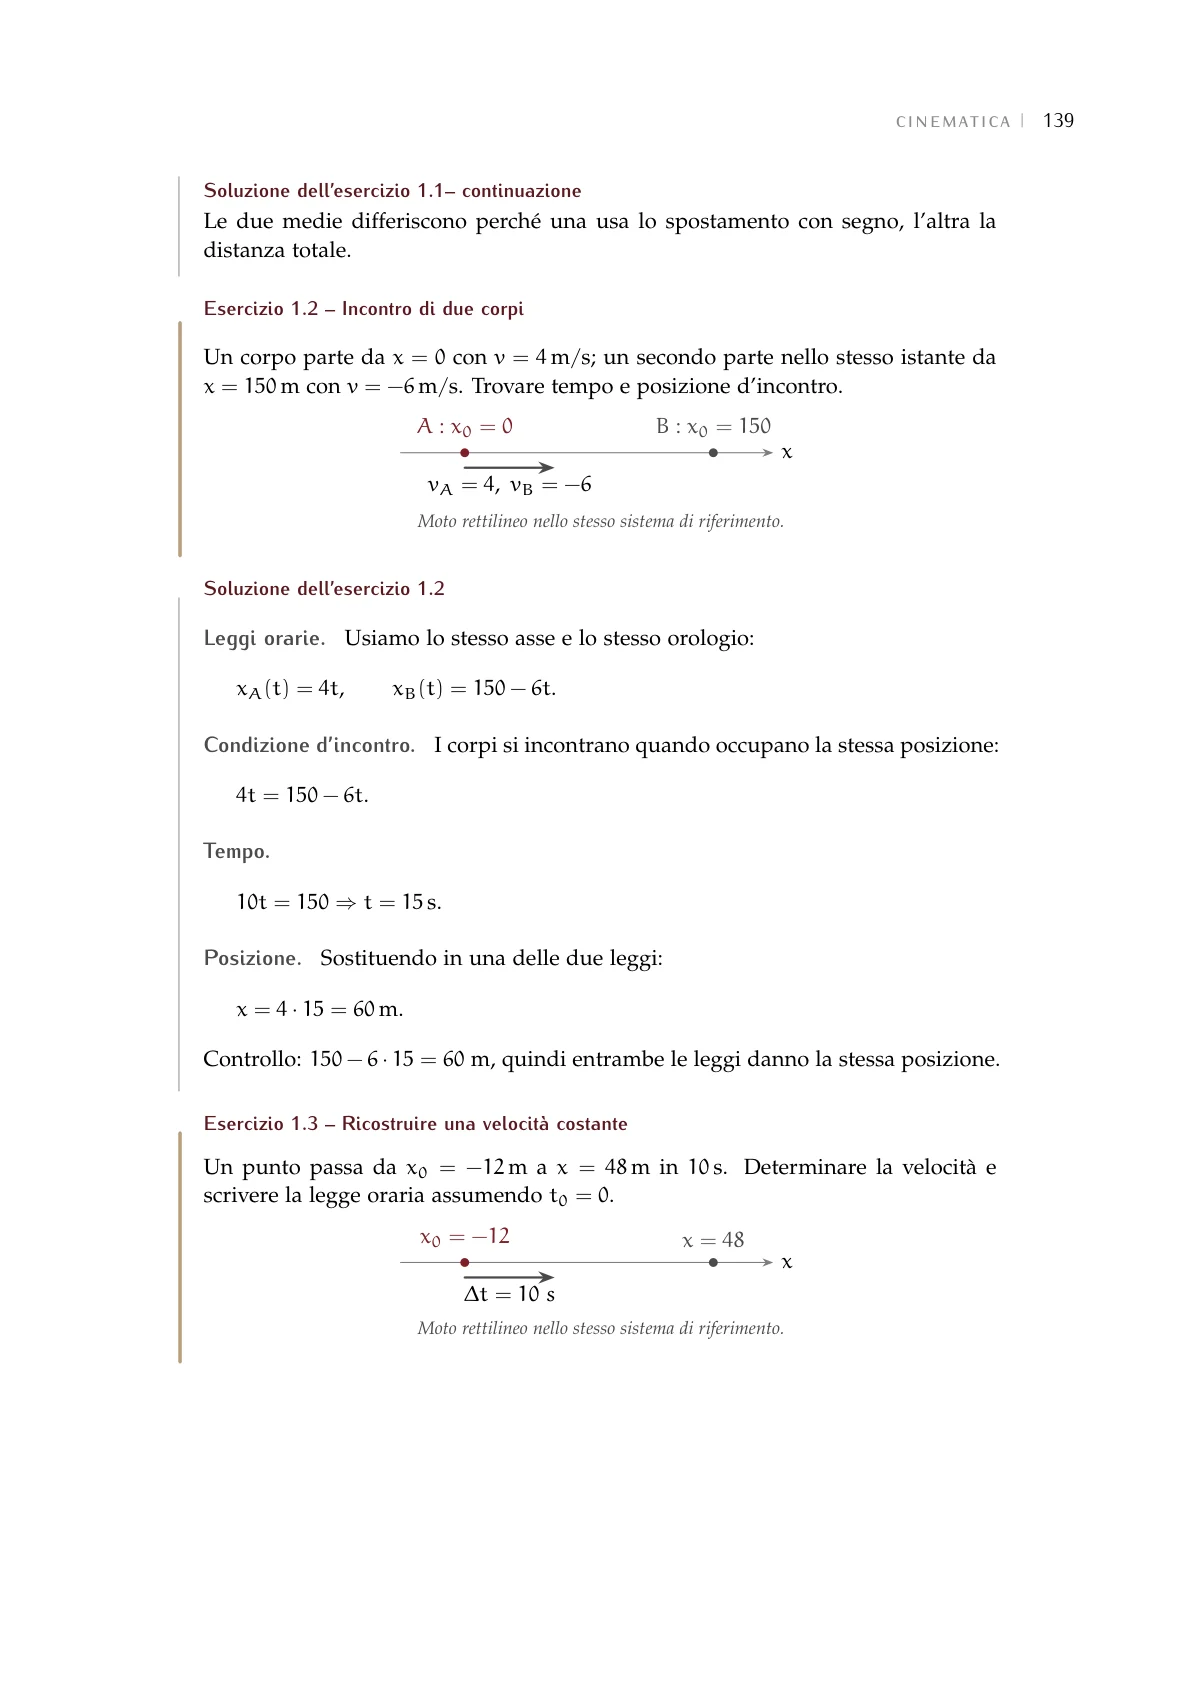 CINEMATICA | 139
Soluzione dell'esercizio 1.1– continuazione
Le due medie differiscono perché una usa lo spostamento con segno, l'altra la
distanza totale.
Esercizio 1.2 – Incontro di due corpi
Un corpo parte da x = 0 con v = 4 m/s; un secondo parte nello stesso istante da
x = 150 m con v = −6 m/s. Trovare tempo e posizione d'incontro.
A : x₀ = 0 B : x₀ = 150
x
v_A = 4, v_B = −6
Moto rettilineo nello stesso sistema di riferimento.
Soluzione dell'esercizio 1.2
Leggi orarie. Usiamo lo stesso asse e lo stesso orologio:
x_A(t) = 4t, x_B(t) = 150 − 6t.
Condizione d'incontro. I corpi si incontrano quando occupano la stessa posizione:
4t = 150 − 6t.
Tempo.
10t = 150 ⇒ t = 15 s.
Posizione. Sostituendo in una delle due leggi:
x = 4 · 15 = 60 m.
Controllo: 150 − 6 · 15 = 60 m, quindi entrambe le leggi danno la stessa posizione.
Esercizio 1.3 – Ricostruire una velocità costante
Un punto passa da x₀ = −12 m a x = 48 m in 10 s. Determinare la velocità e
scrivere la legge oraria assumendo t₀ = 0.
x₀ = −12 x = 48
x
Δt = 10 s
Moto rettilineo nello stesso sistema di riferimento.